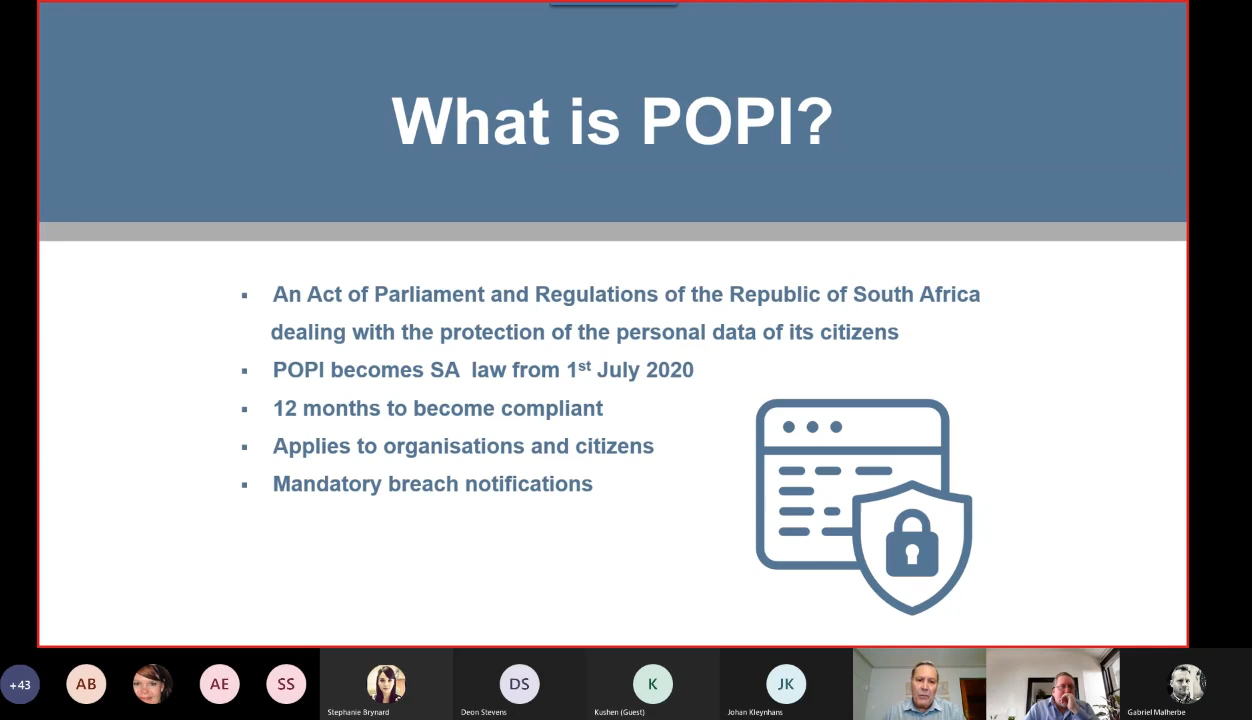 What is POPI?
▪ An Act of Parliament and Regulations of the Republic of South Africa
dealing with the protection of the personal data of its citizens
▪ POPI becomes SA law from 1st July 2020
▪ 12 months to become compliant
▪ Applies to organisations and citizens
▪ Mandatory breach notifications
+43
AB
AE
SS
DS
K
JK
Stephanie Brynard
Deon Stevens
Kushen (Guest)
Johan Kleynhans
Gabriel Malherbe